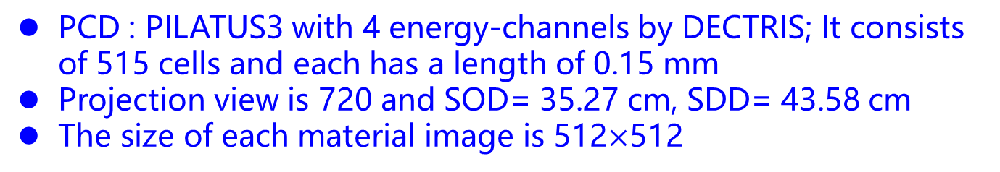 ● PCD : PILATUS3 with 4 energy-channels by DECTRIS; It consists
of 515 cells and each has a length of 0.15 mm
● Projection view is 720 and SOD= 35.27 cm, SDD= 43.58 cm
● The size of each material image is 512×512